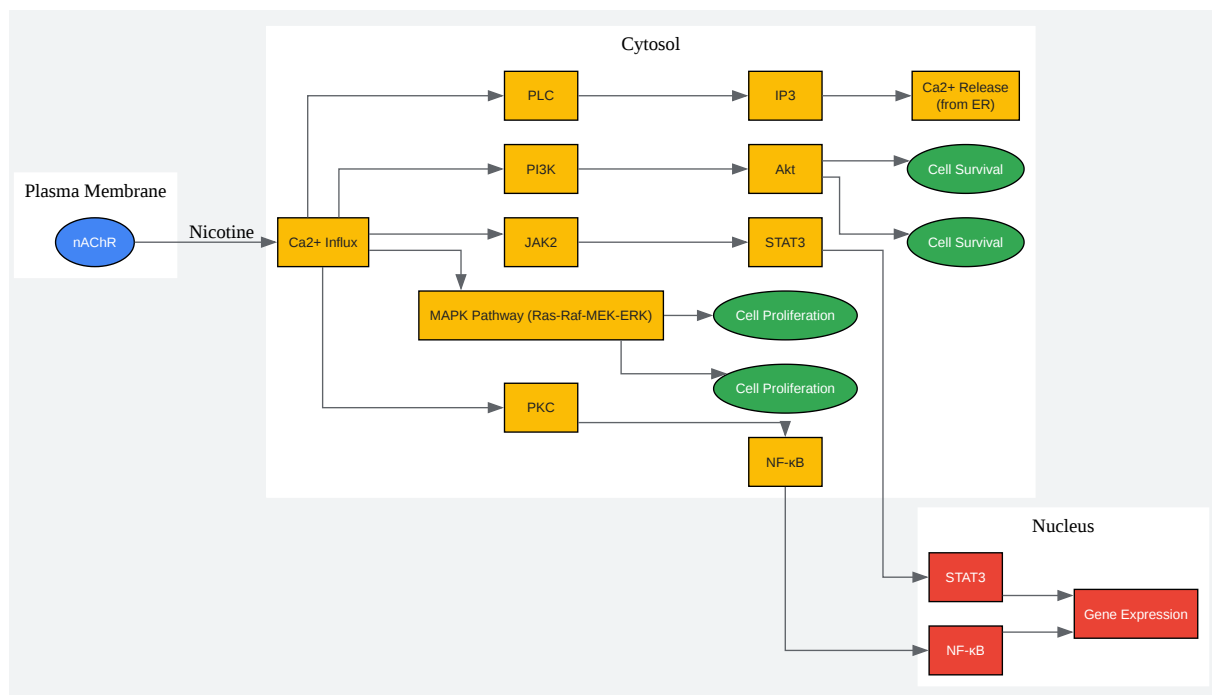 Cytosol
PLC
IP3
Ca2+ Release
(from ER)
PI3K
Akt
Cell Survival
Plasma Membrane
nAChR
Nicotine
Ca2+ Influx
JAK2
STAT3
Cell Survival
MAPK Pathway (Ras-Raf-MEK-ERK)
Cell Proliferation
Cell Proliferation
PKC
NF-κB
Nucleus
STAT3
Gene Expression
NF-κB